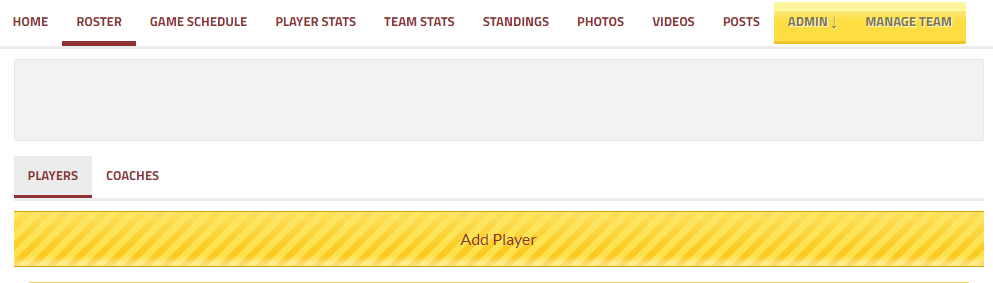 HOME ROSTER GAME SCHEDULE PLAYER STATS TEAM STATS STANDINGS PHOTOS VIDEOS POSTS ADMIN ↓ MANAGE TEAM
PLAYERS COACHES
Add Player